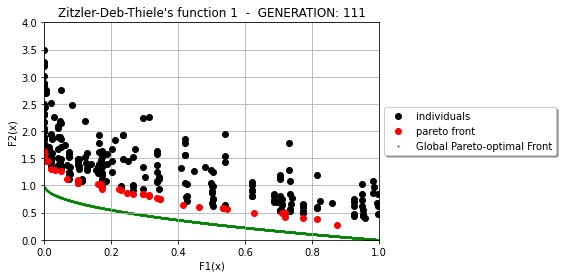 Zitzler-Deb-Thiele's function 1 - GENERATION: 111
4.0
3.5
3.0
2.5
2.0
1.5
1.0
0.5
0.0
F2(x)
0.0 0.2 0.4 0.6 0.8 1.0
F1(x)
individuals
pareto front
Global Pareto-optimal Front